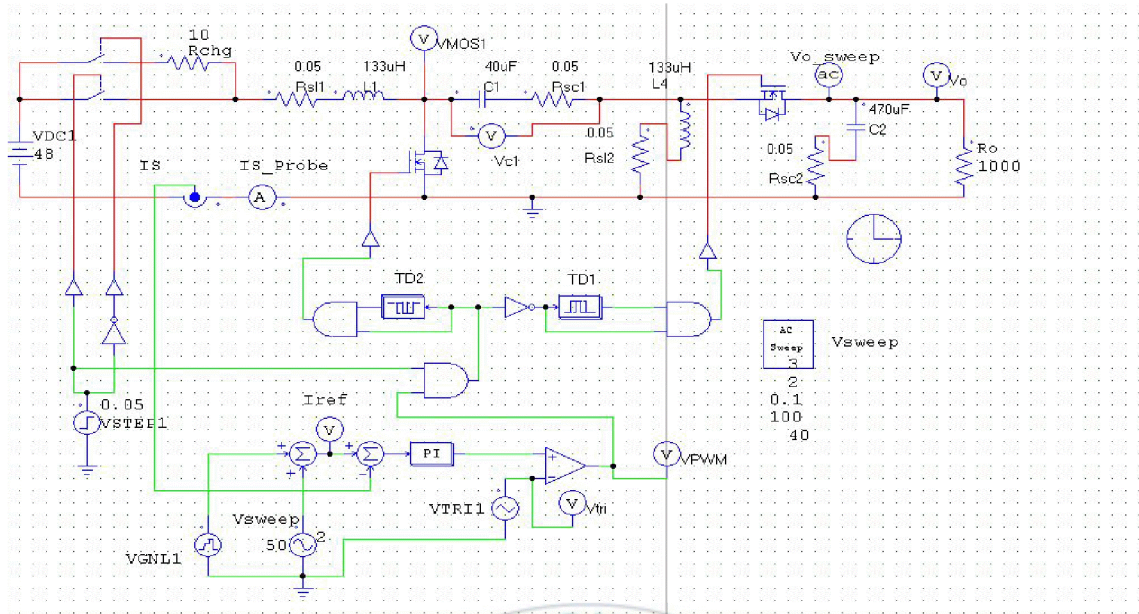 10
Rchg
V
VMOS1
0.05
Rsl1
133uH
L1
40uF
C1
0.05
Rsc1
V
Vc1
133uH
L4
0.05
Rsl2
Vo_sweep
ac
V
Vo
470uF
C2
0.05
Rsc2
Ro
1000
VDC1
48
IS
IS_Probe
A
TD2
TD1
AC
Sweep
3
2
0.1
100
40
Vsweep
0.05
VSTEP1
Iref
V
+
Σ
+
+
Σ
-
PI
+
-
V
VPWM
VTRI1
V
Vtri
Vsweep
50
2
VGNL1